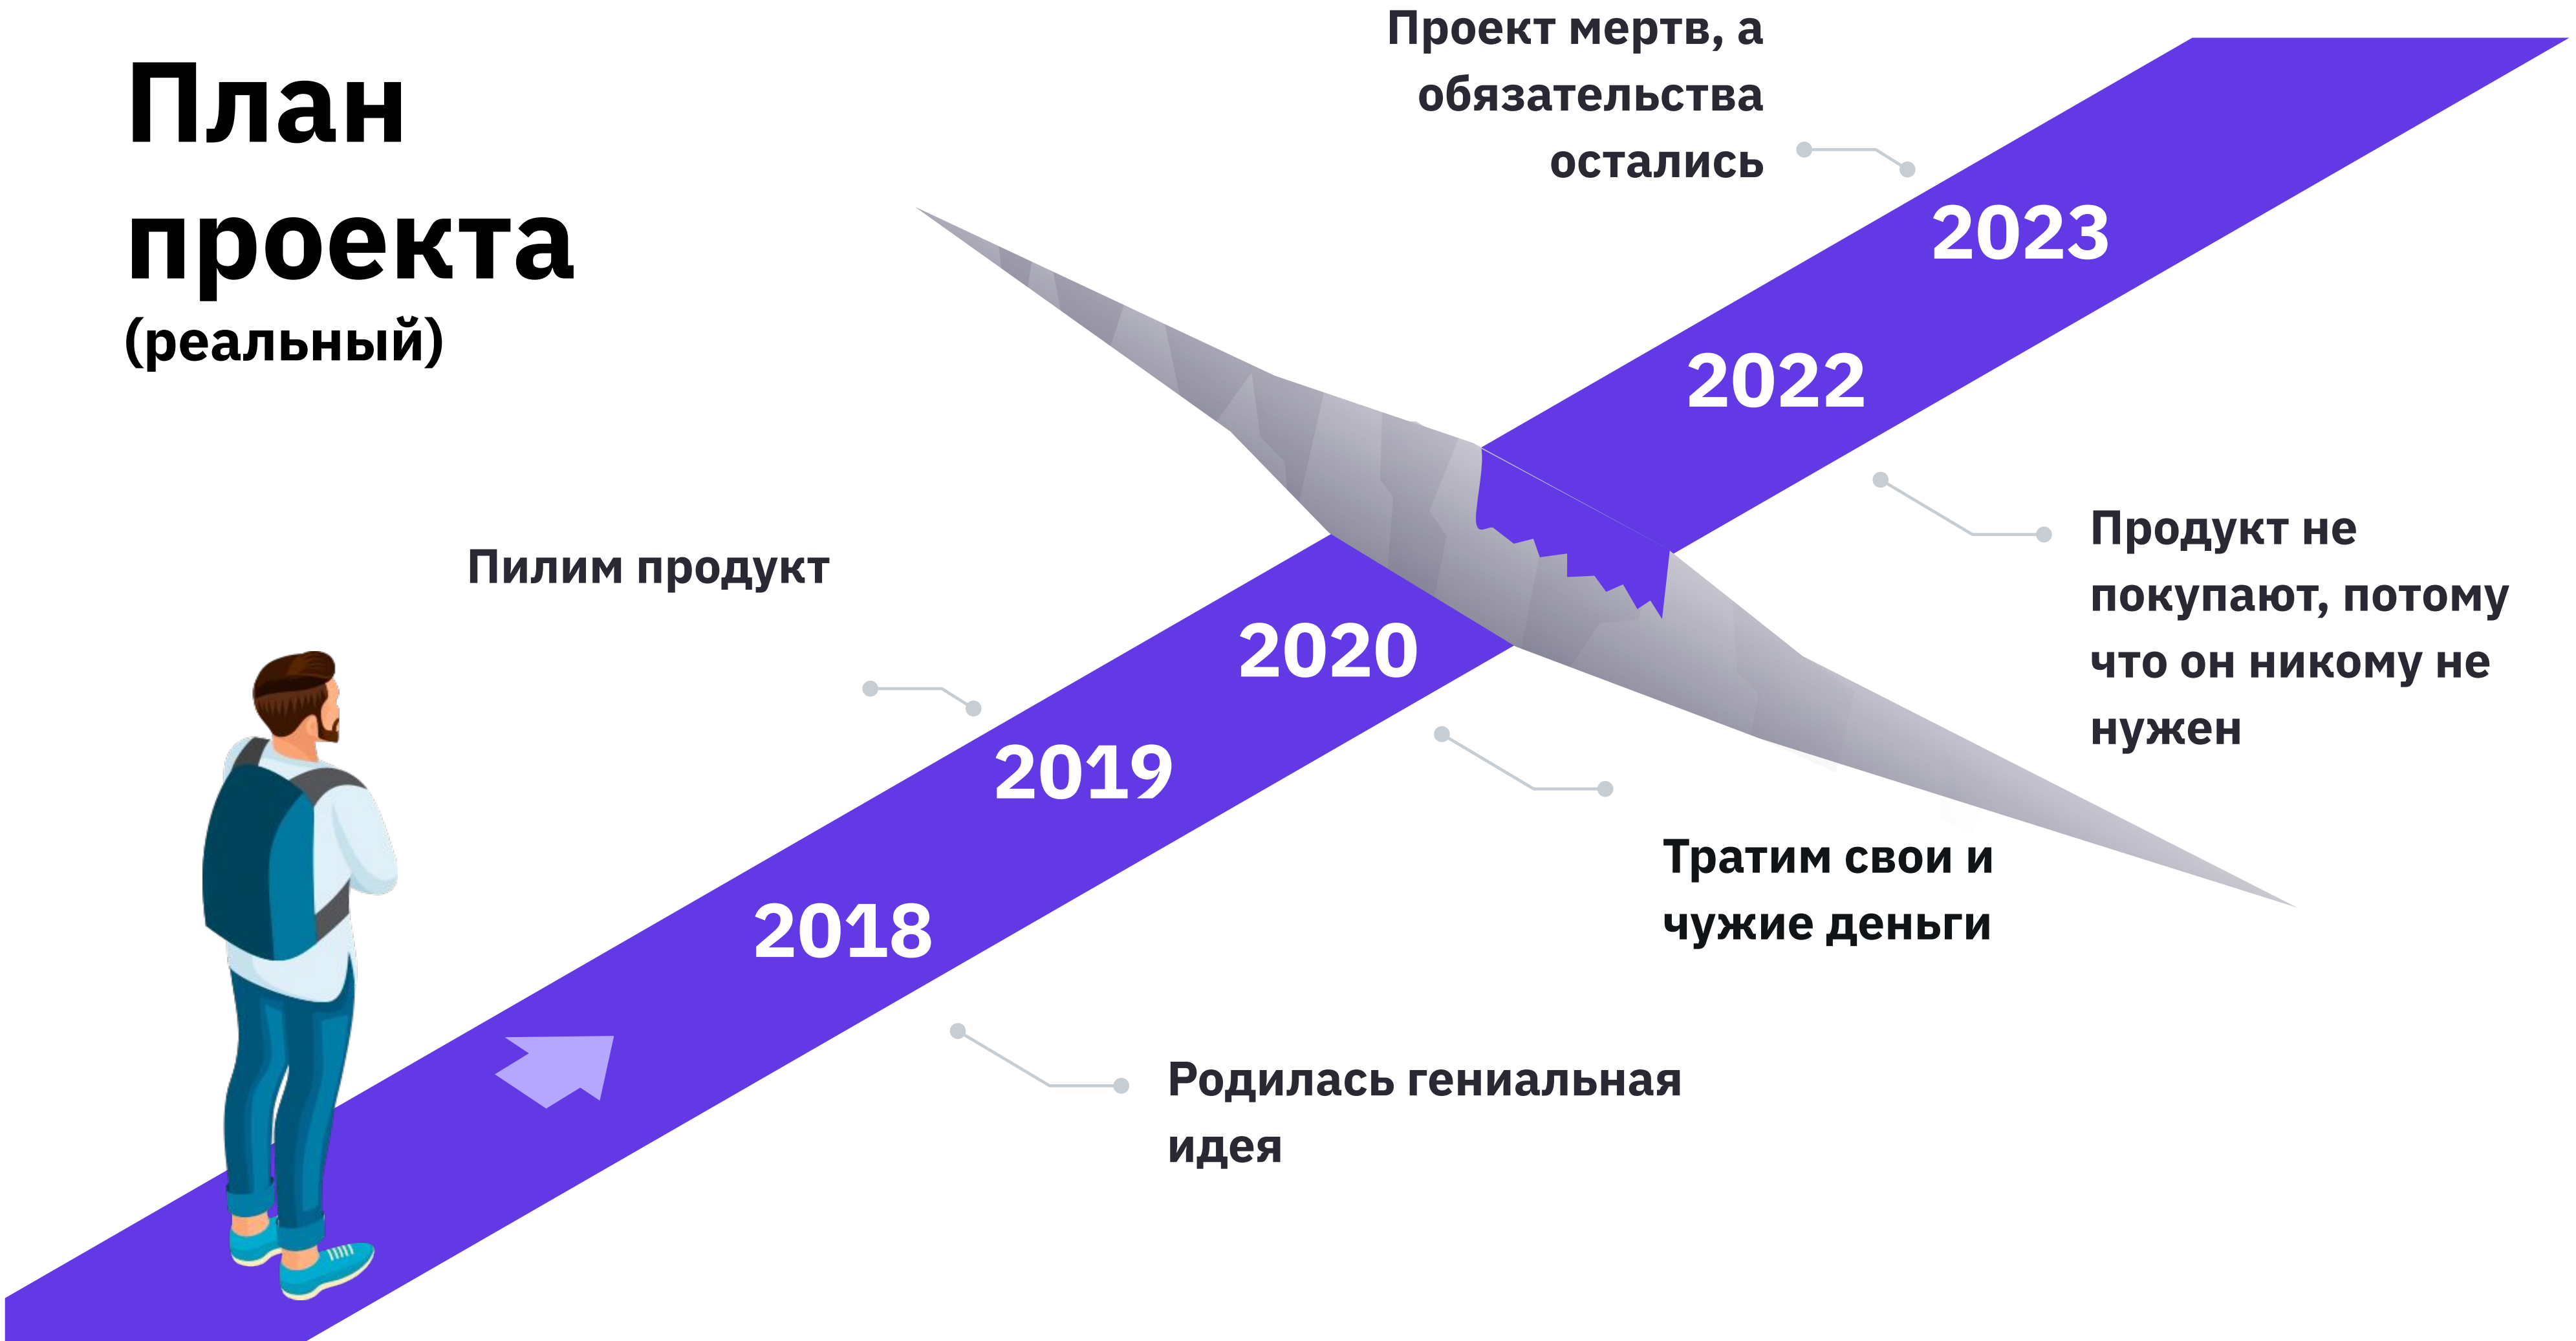 План
проекта
(реальный)
Проект мертв, а
обязательства
остались
2023
2022
Продукт не
покупают, потому
что он никому не
нужен
Пилим продукт
2020
2019
Тратим свои и
чужие деньги
2018
Родилась гениальная
идея